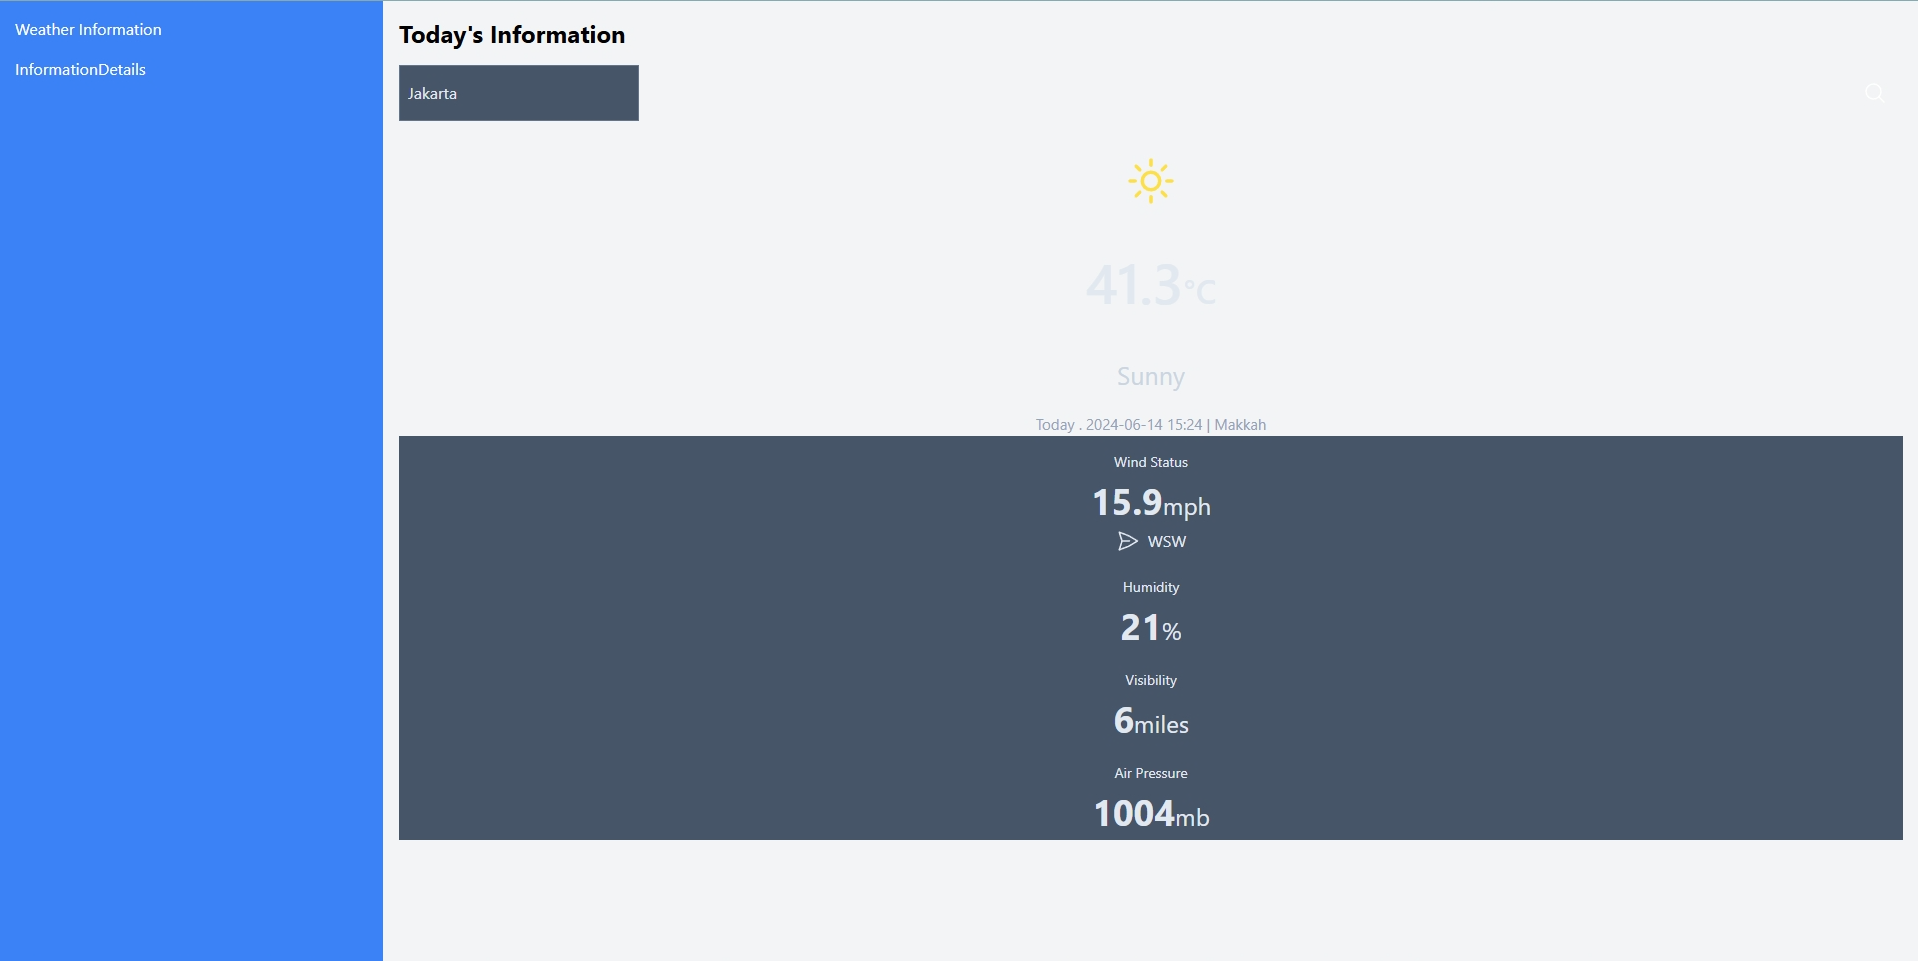 Weather Information
InformationDetails
Today's Information
Jakarta
41.3°C
Sunny
Today . 2024-06-14 15:24 | Makkah
Wind Status
15.9mph
WSW
Humidity
21%
Visibility
6miles
Air Pressure
1004mb